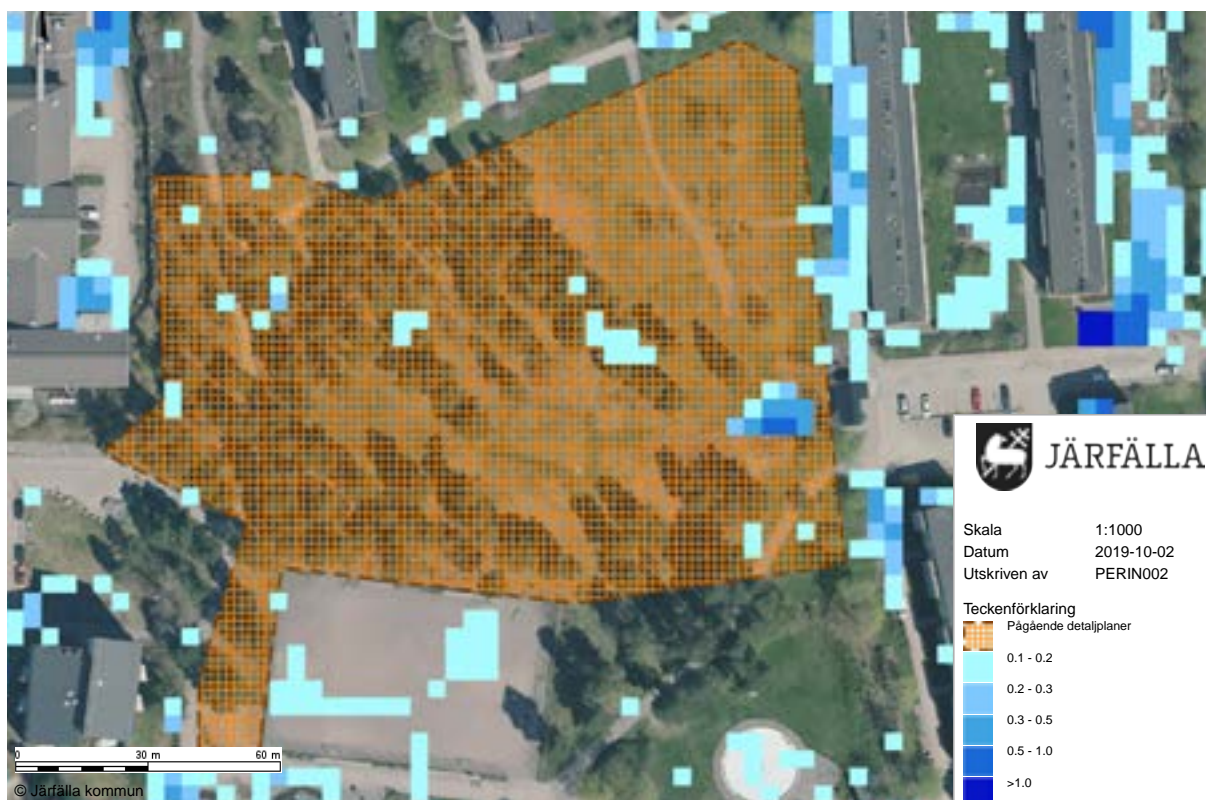 JÄRFÄLLA
Skala 1:1000
Datum 2019-10-02
Utskriven av PERIN002
Teckenförklaring
Pågående detaljplaner
0.1 - 0.2
0.2 - 0.3
0.3 - 0.5
0.5 - 1.0
>1.0
0 30 m 60 m
© Järfälla kommun